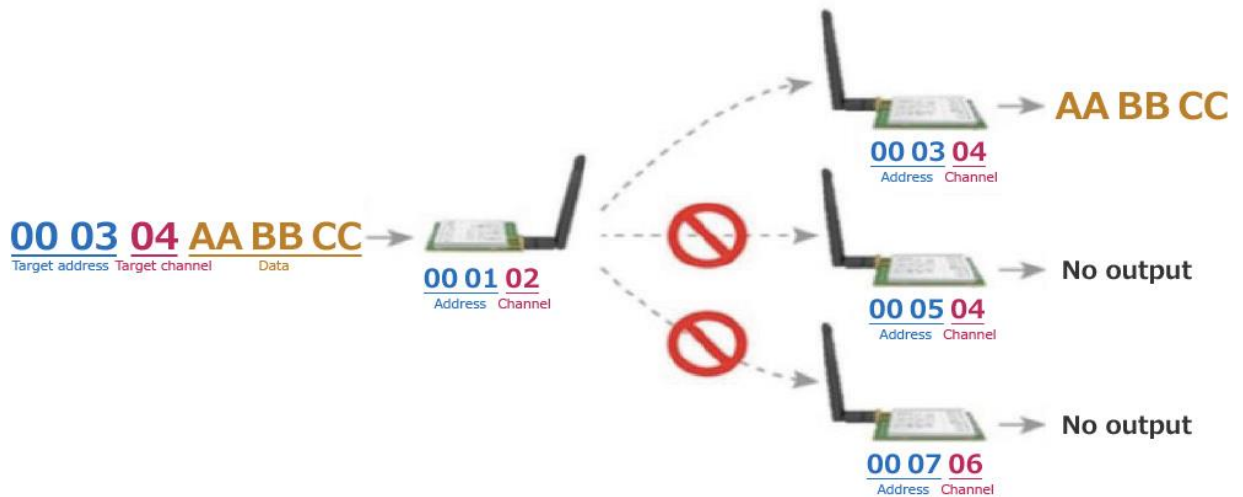 00 03 04 AA BB CC
Target address Target channel Data
00 01 02
Address Channel
AA BB CC
00 03 04
Address Channel
No output
00 05 04
Address Channel
No output
00 07 06
Address Channel